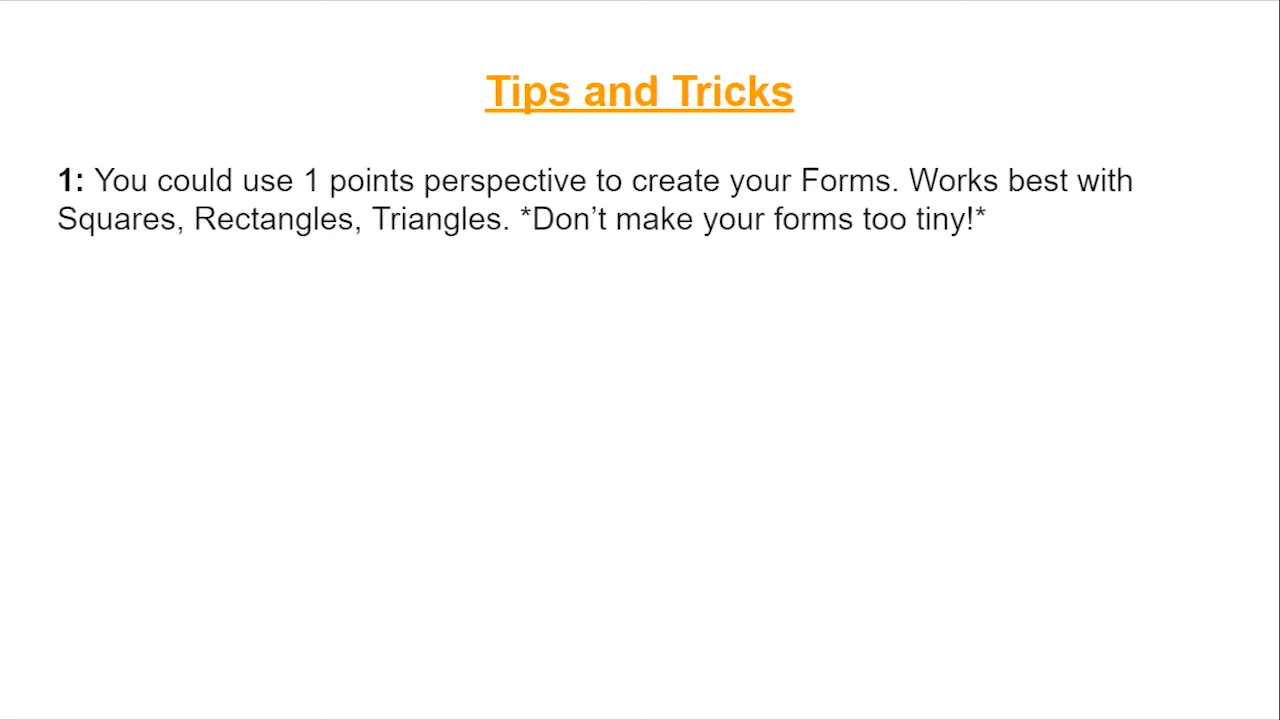 Tips and Tricks
1: You could use 1 points perspective to create your Forms. Works best with
Squares, Rectangles, Triangles. *Don’t make your forms too tiny!*